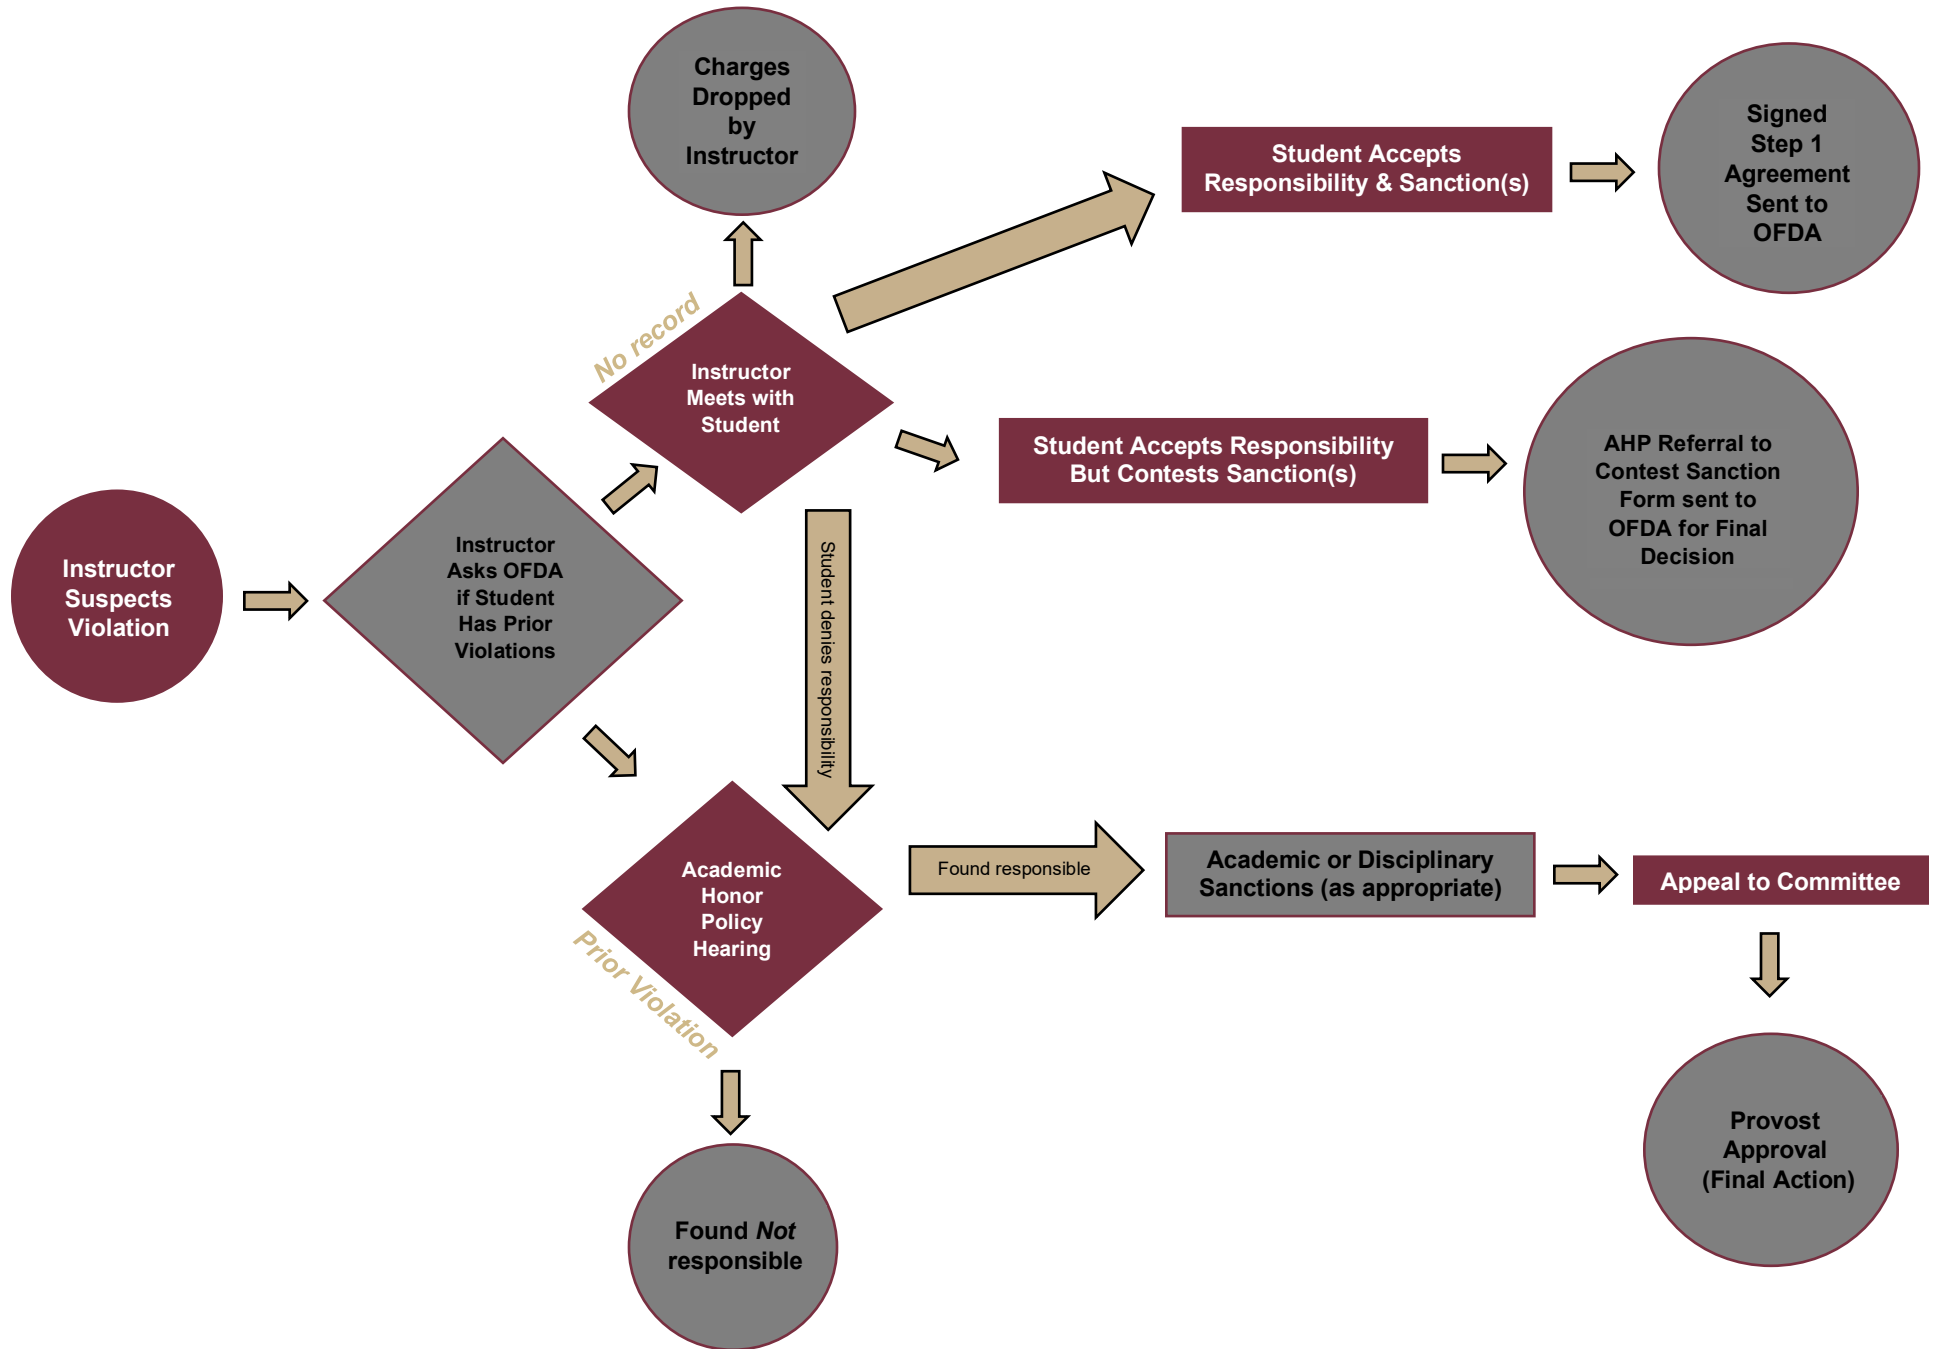 Charges
Dropped
by
Instructor
Student Accepts
Responsibility & Sanction(s)
Signed
Step 1
Agreement
Sent to
OFDA
No record
Instructor
Meets with
Student
Student Accepts Responsibility
But Contests Sanction(s)
AHP Referral to
Contest Sanction
Form sent to
OFDA for Final
Decision
Instructor
Suspects
Violation
Instructor
Asks OFDA
if Student
Has Prior
Violations
Student denies responsibility
Academic
Honor
Policy
Hearing
Prior Violation
Found responsible
Academic or Disciplinary
Sanctions (as appropriate)
Appeal to Committee
Provost
Approval
(Final Action)
Found Not
responsible